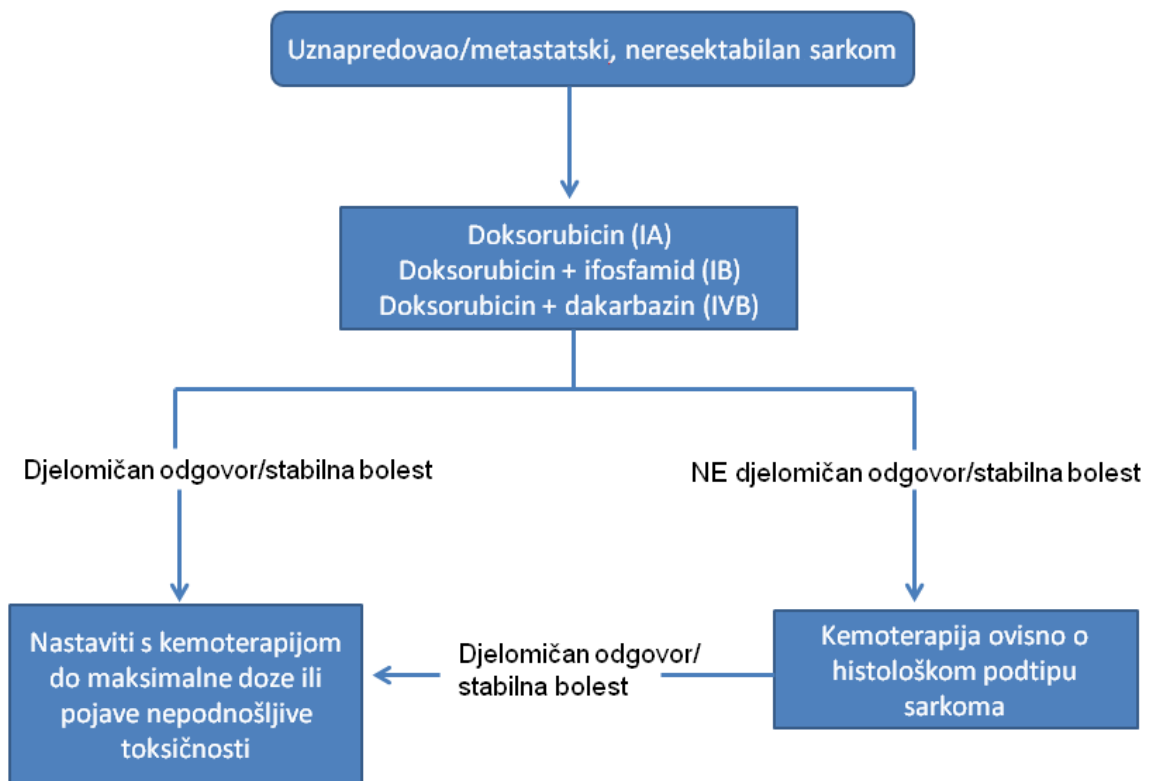 Uznapredovao/metastatski, neresektabilan sarkom
Doksorubicin (IA)
Doksorubicin + ifosfamid (IB)
Doksorubicin + dakarbazin (IVB)
Djelomičan odgovor/stabilna bolest
NE djelomičan odgovor/stabilna bolest
Nastaviti s kemoterapijom
do maksimalne doze ili
pojave nepodnošljive
toksičnosti
Djelomičan odgovor/
stabilna bolest
Kemoterapija ovisno o
histološkom podtipu
sarkoma